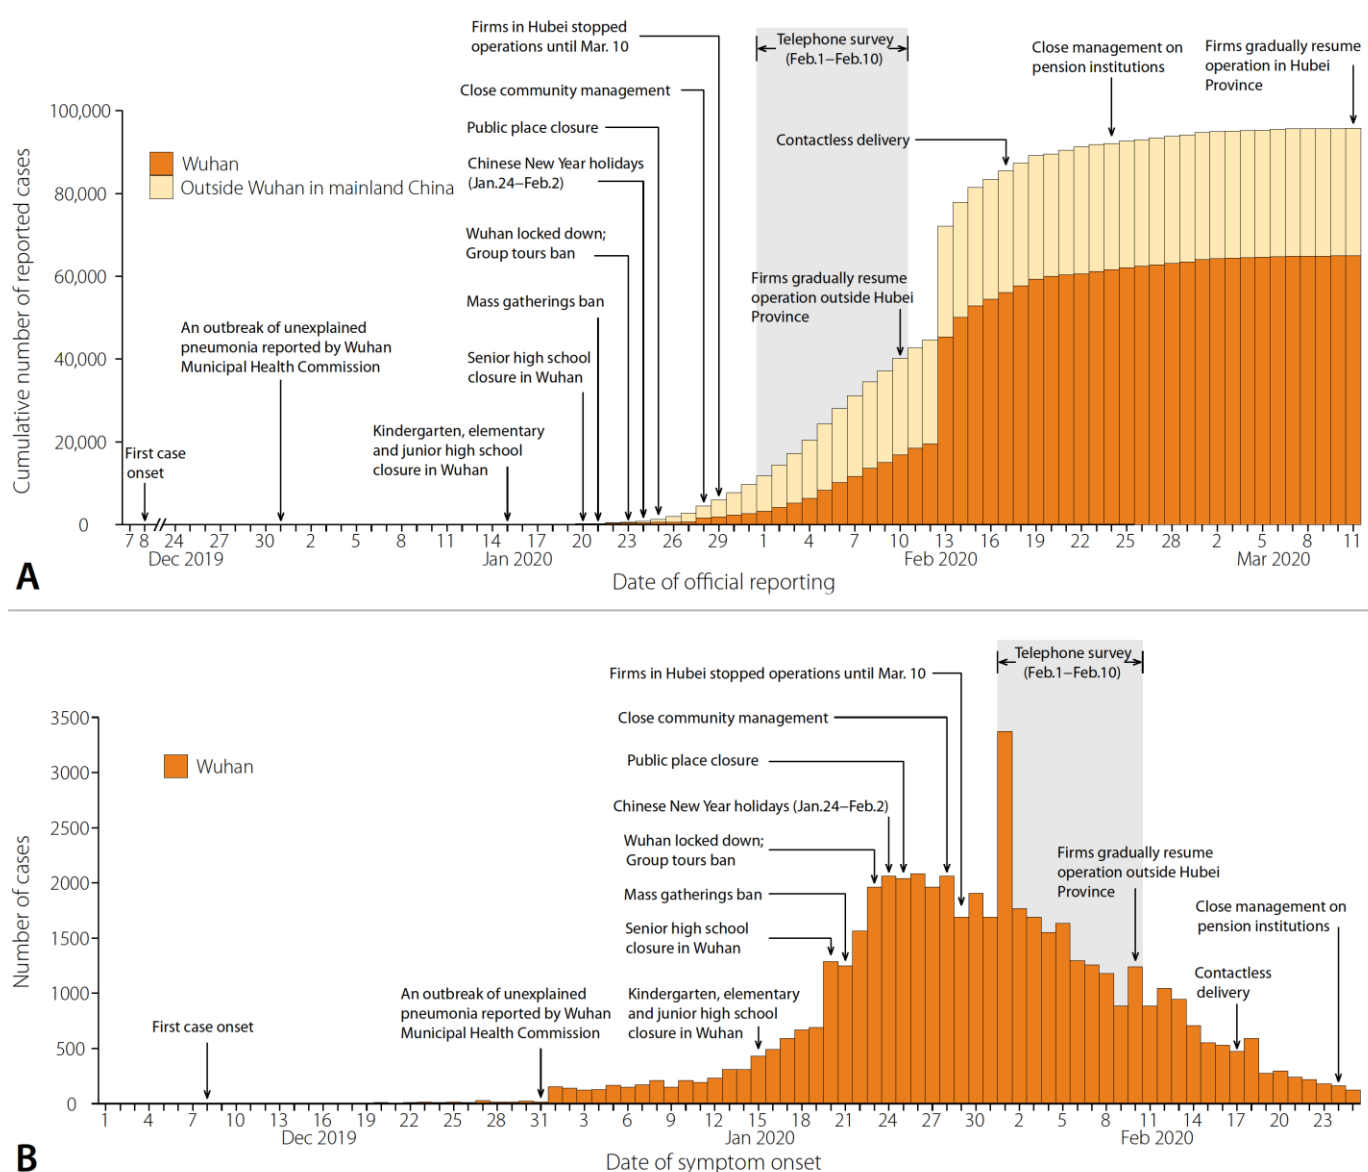 Firms in Hubei stopped
operations until Mar. 10
Telephone survey
(Feb.1–Feb.10)
Close management on
pension institutions
Firms gradually resume
operation in Hubei
Province
Close community management
Public place closure
Contactless delivery
Chinese New Year holidays
(Jan.24–Feb.2)
Wuhan
Outside Wuhan in mainland China
Wuhan locked down;
Group tours ban
Firms gradually resume
operation outside Hubei
Province
Mass gatherings ban
An outbreak of unexplained
pneumonia reported by Wuhan
Municipal Health Commission
Senior high school
closure in Wuhan
Kindergarten, elementary
and junior high school
closure in Wuhan
First case
onset
Cumulative number of reported cases
100,000
80,000
60,000
40,000
20,000
0
7 8 24 27 30 2 5 8 11 14 17 20 23 26 29 1 4 7 10 13 16 19 22 25 28 2 5 8 11
Dec 2019 Jan 2020 Feb 2020 Mar 2020
A
Date of official reporting
Telephone survey
(Feb.1–Feb.10)
Firms in Hubei stopped operations until Mar. 10
Close community management
Public place closure
Wuhan
Chinese New Year holidays (Jan.24–Feb.2)
Wuhan locked down;
Group tours ban
Firms gradually resume
operation outside Hubei
Province
Mass gatherings ban
Close management on
pension institutions
Senior high school
closure in Wuhan
Contactless
delivery
An outbreak of unexplained
pneumonia reported by Wuhan
Municipal Health Commission
Kindergarten, elementary
and junior high school
closure in Wuhan
First case onset
Number of cases
3500
3000
2500
2000
1500
1000
500
0
1 4 7 10 13 16 19 22 25 28 31 3 6 9 12 15 18 21 24 27 30 2 5 8 11 14 17 20 23
Dec 2019 Jan 2020 Feb 2020
B
Date of symptom onset